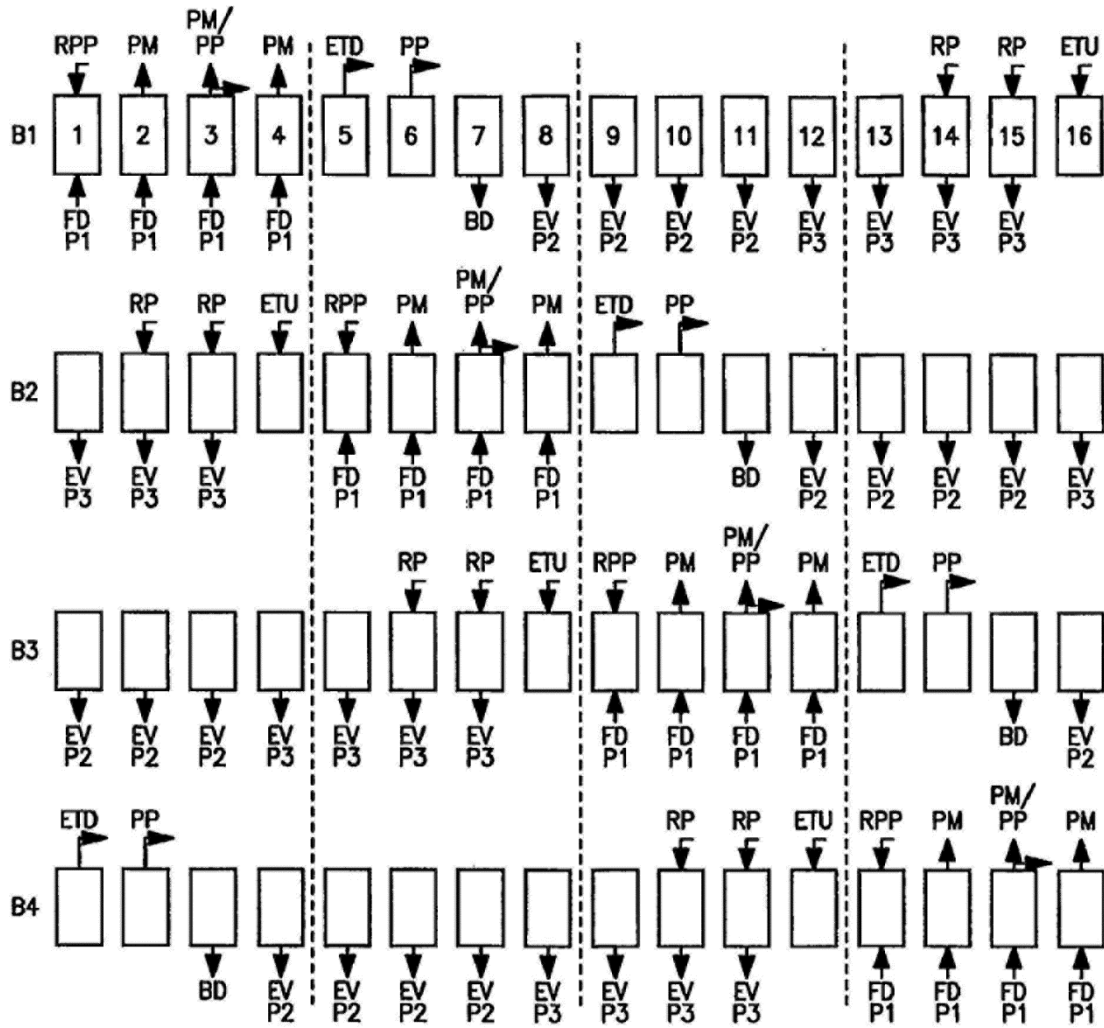 PM/
RPP PM PP PM ETD PP RP RP ETU
B1 1 2 3 4 5 6 7 8 9 10 11 12 13 14 15 16
FD FD FD FD BD EV EV EV EV EV EV EV EV
P1 P1 P1 P1 P2 P2 P2 P2 P3 P3 P3 P3
PM/
RP RP ETU RPP PM PP PM ETD PP
B2
EV EV EV FD FD FD FD BD EV EV EV EV EV
P3 P3 P3 P1 P1 P1 P1 P2 P2 P2 P2 P3
PM/
RP RP ETU RPP PM PP PM ETD PP
B3
EV EV EV EV EV EV EV FD FD FD FD BD EV
P2 P2 P2 P3 P3 P3 P3 P1 P1 P1 P1 P2
PM/
ETD PP RP RP ETU RPP PM PP PM
B4
BD EV EV EV EV EV EV EV EV FD FD FD FD
P2 P2 P2 P2 P3 P3 P3 P3 P1 P1 P1 P1